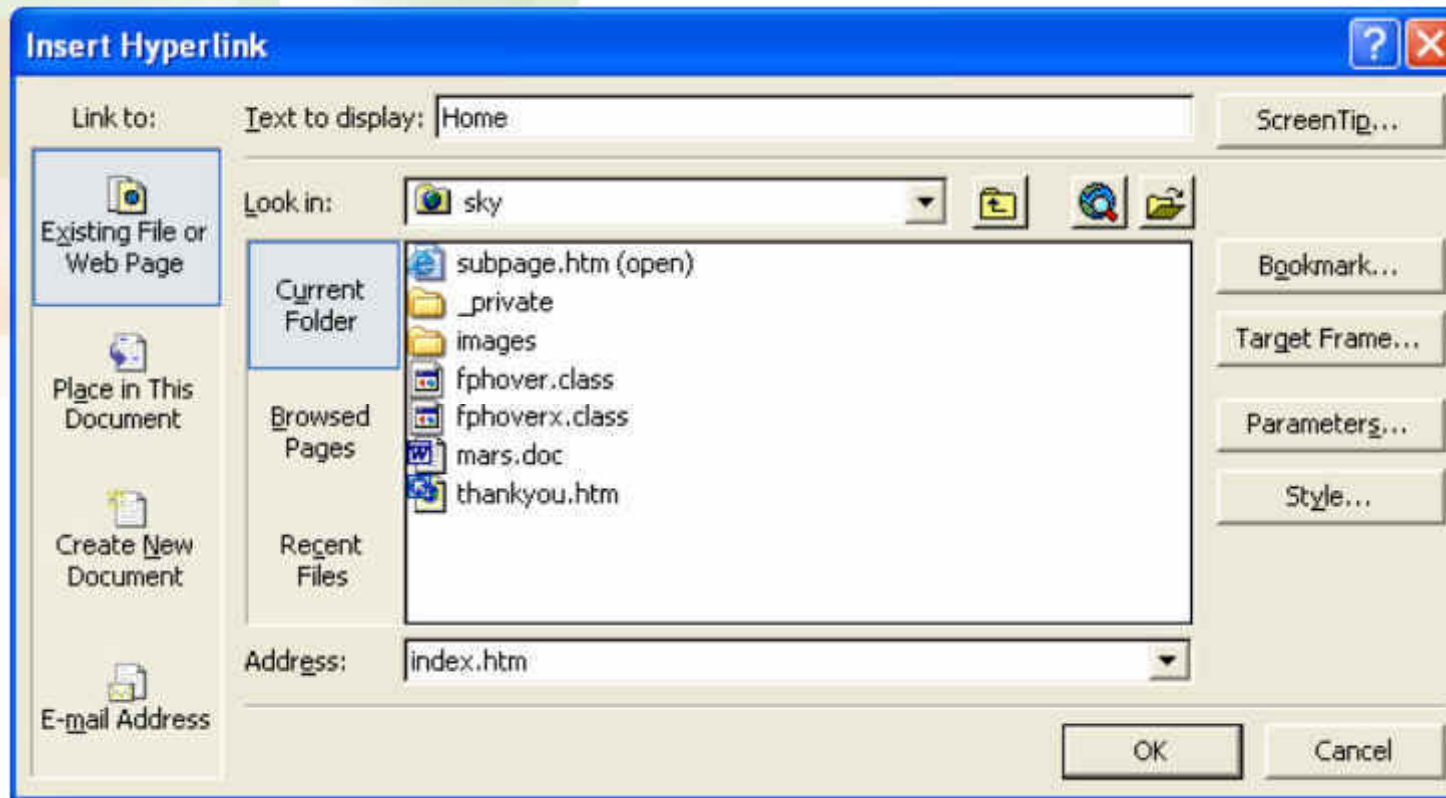 Insert Hyperlink
Link to:
Text to display: Home
ScreenTip...
Existing File or
Web Page
Look in: sky
Current
Folder
subpage.htm (open)
_private
images
fphover.class
fphoverx.class
mars.doc
thankyou.htm
Bookmark...
Target Frame...
Parameters...
Style...
Place in This
Document
Browsed
Pages
Create New
Document
Recent
Files
Address: index.htm
E-mail Address
OK
Cancel